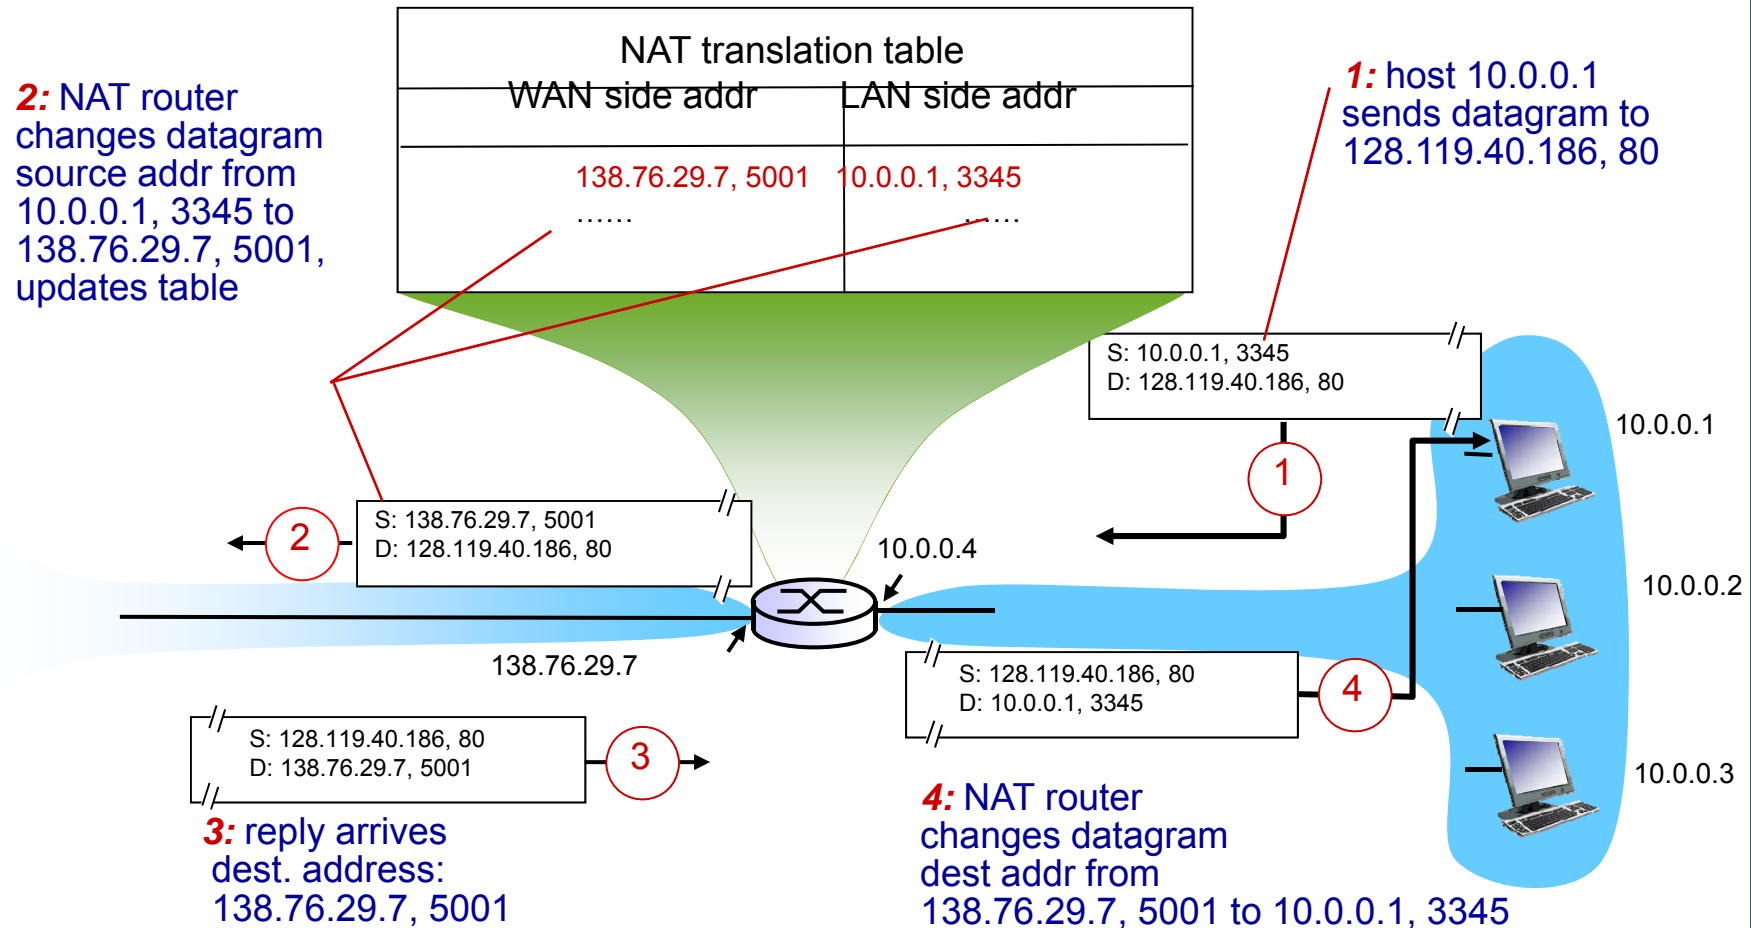 NAT translation table
WAN side addr LAN side addr
138.76.29.7, 5001 10.0.0.1, 3345
...... ......
2: NAT router
changes datagram
source addr from
10.0.0.1, 3345 to
138.76.29.7, 5001,
updates table
1: host 10.0.0.1
sends datagram to
128.119.40.186, 80
S: 10.0.0.1, 3345
D: 128.119.40.186, 80
10.0.0.1
1
S: 138.76.29.7, 5001
D: 128.119.40.186, 80
2
10.0.0.4
10.0.0.2
138.76.29.7
S: 128.119.40.186, 80
D: 10.0.0.1, 3345
4
S: 128.119.40.186, 80
D: 138.76.29.7, 5001
3
10.0.0.3
3: reply arrives
dest. address:
138.76.29.7, 5001
4: NAT router
changes datagram
dest addr from
138.76.29.7, 5001 to 10.0.0.1, 3345